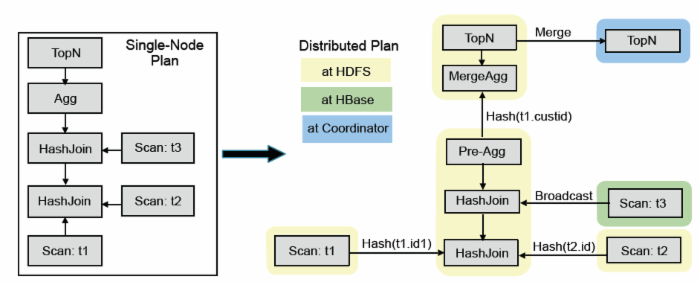 Single-Node
Plan
TopN
Agg
HashJoin
Scan: t3
HashJoin
Scan: t2
Scan: t1
Distributed Plan
at HDFS
at HBase
at Coordinator
TopN
Merge
TopN
MergeAgg
Hash(t1.custid)
Pre-Agg
HashJoin
Broadcast
Scan: t3
Scan: t1
Hash(t1.id1)
HashJoin
Hash(t2.id)
Scan: t2